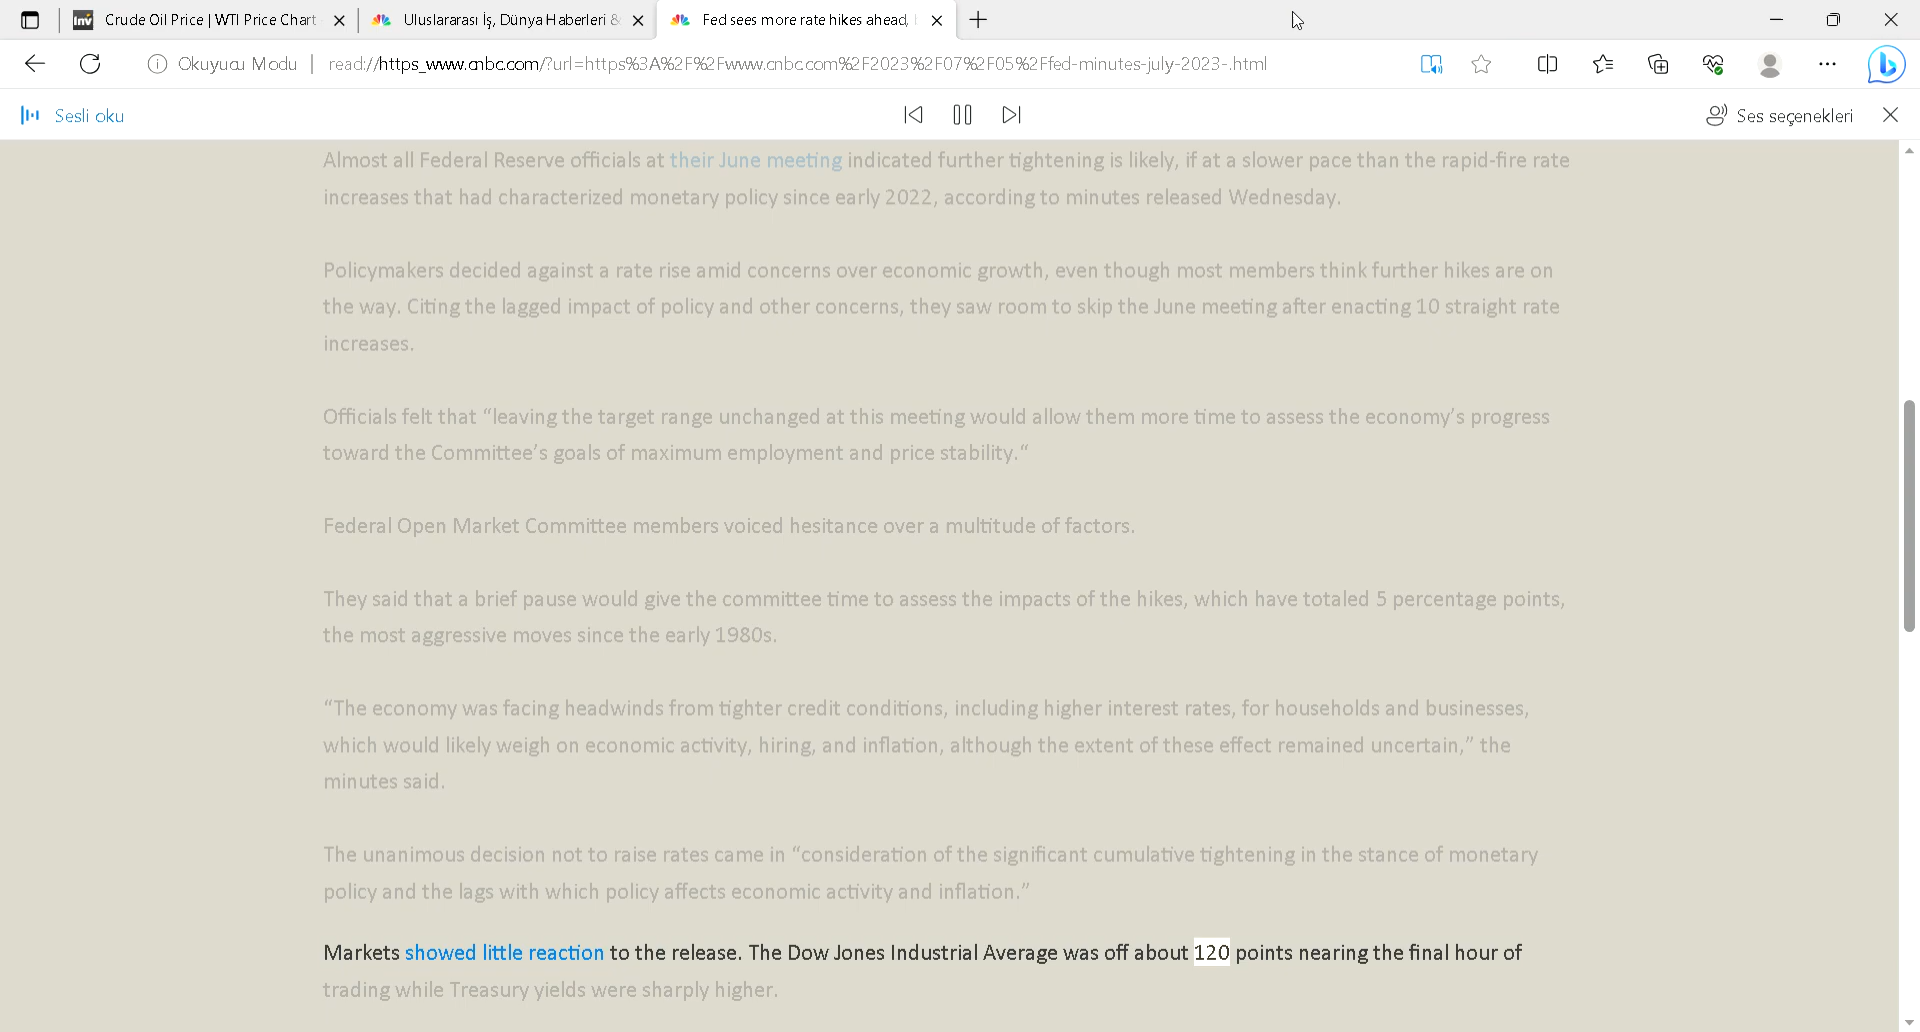 Crude Oil Price | WTI Price Chart
Uluslararası İş, Dünya Haberleri &
Fed sees more rate hikes ahead,
Okuyucu Modu
read://https_www.cnbc.com/?url=https%3A%2F%2Fwww.cnbc.com%2F2023%2F07%2F05%2Ffed-minutes-july-2023-.html
Sesli oku
Ses seçenekleri
Almost all Federal Reserve officials at their June meeting indicated further tightening is likely, if at a slower pace than the rapid-fire rate
increases that had characterized monetary policy since early 2022, according to minutes released Wednesday.
Policymakers decided against a rate rise amid concerns over economic growth, even though most members think further hikes are on
the way. Citing the lagged impact of policy and other concerns, they saw room to skip the June meeting after enacting 10 straight rate
increases.
Officials felt that “leaving the target range unchanged at this meeting would allow them more time to assess the economy’s progress
toward the Committee’s goals of maximum employment and price stability.“
Federal Open Market Committee members voiced hesitance over a multitude of factors.
They said that a brief pause would give the committee time to assess the impacts of the hikes, which have totaled 5 percentage points,
the most aggressive moves since the early 1980s.
“The economy was facing headwinds from tighter credit conditions, including higher interest rates, for households and businesses,
which would likely weigh on economic activity, hiring, and inflation, although the extent of these effect remained uncertain,” the
minutes said.
The unanimous decision not to raise rates came in “consideration of the significant cumulative tightening in the stance of monetary
policy and the lags with which policy affects economic activity and inflation.”
Markets showed little reaction to the release. The Dow Jones Industrial Average was off about 120 points nearing the final hour of
trading while Treasury yields were sharply higher.